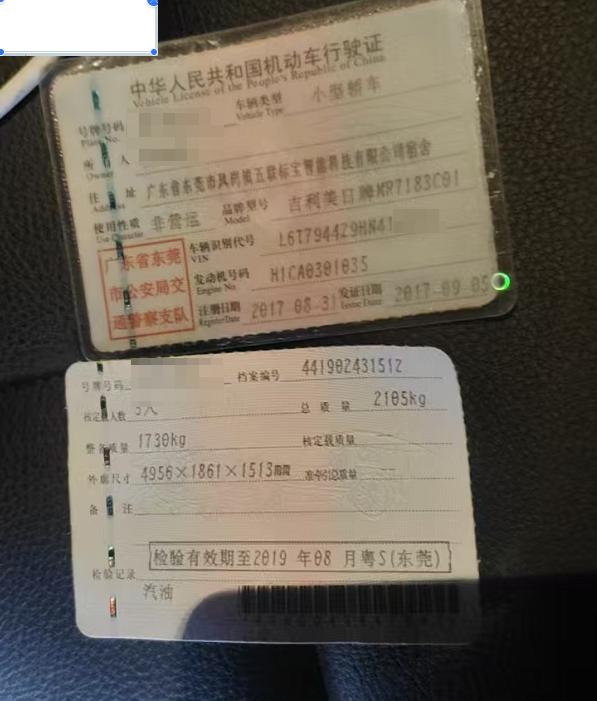 中华人民共和国机动车行驶证
Vehicle License of the People's Republic of China
号牌号码 车辆类型 小型轿车
Plate No. Vehicle Type
所有人
Owner
住址 广东省东莞市凤岗镇五联标宝智能科技有限公司宿舍
Address
使用性质 非营运 品牌型号 吉利美日牌MR7183C01
Use Character Model
广东省东莞 车辆识别代号 L6T7944Z9HN41
VIN
市公安局交 发动机号码 H1CA0301035
Engine No.
通警察支队 注册日期 2017-08-31 发证日期 2017-09-05
Register Date Issue Date
号牌号码 档案编号 441902431512
核定载人数 5人 总质量 2105kg
整备质量 1730kg 核定载质量
外廓尺寸 4956×1861×1513mm 准牵引总质量 --
备注
检验有效期至2019年08月粤S(东莞)
检验记录
汽油